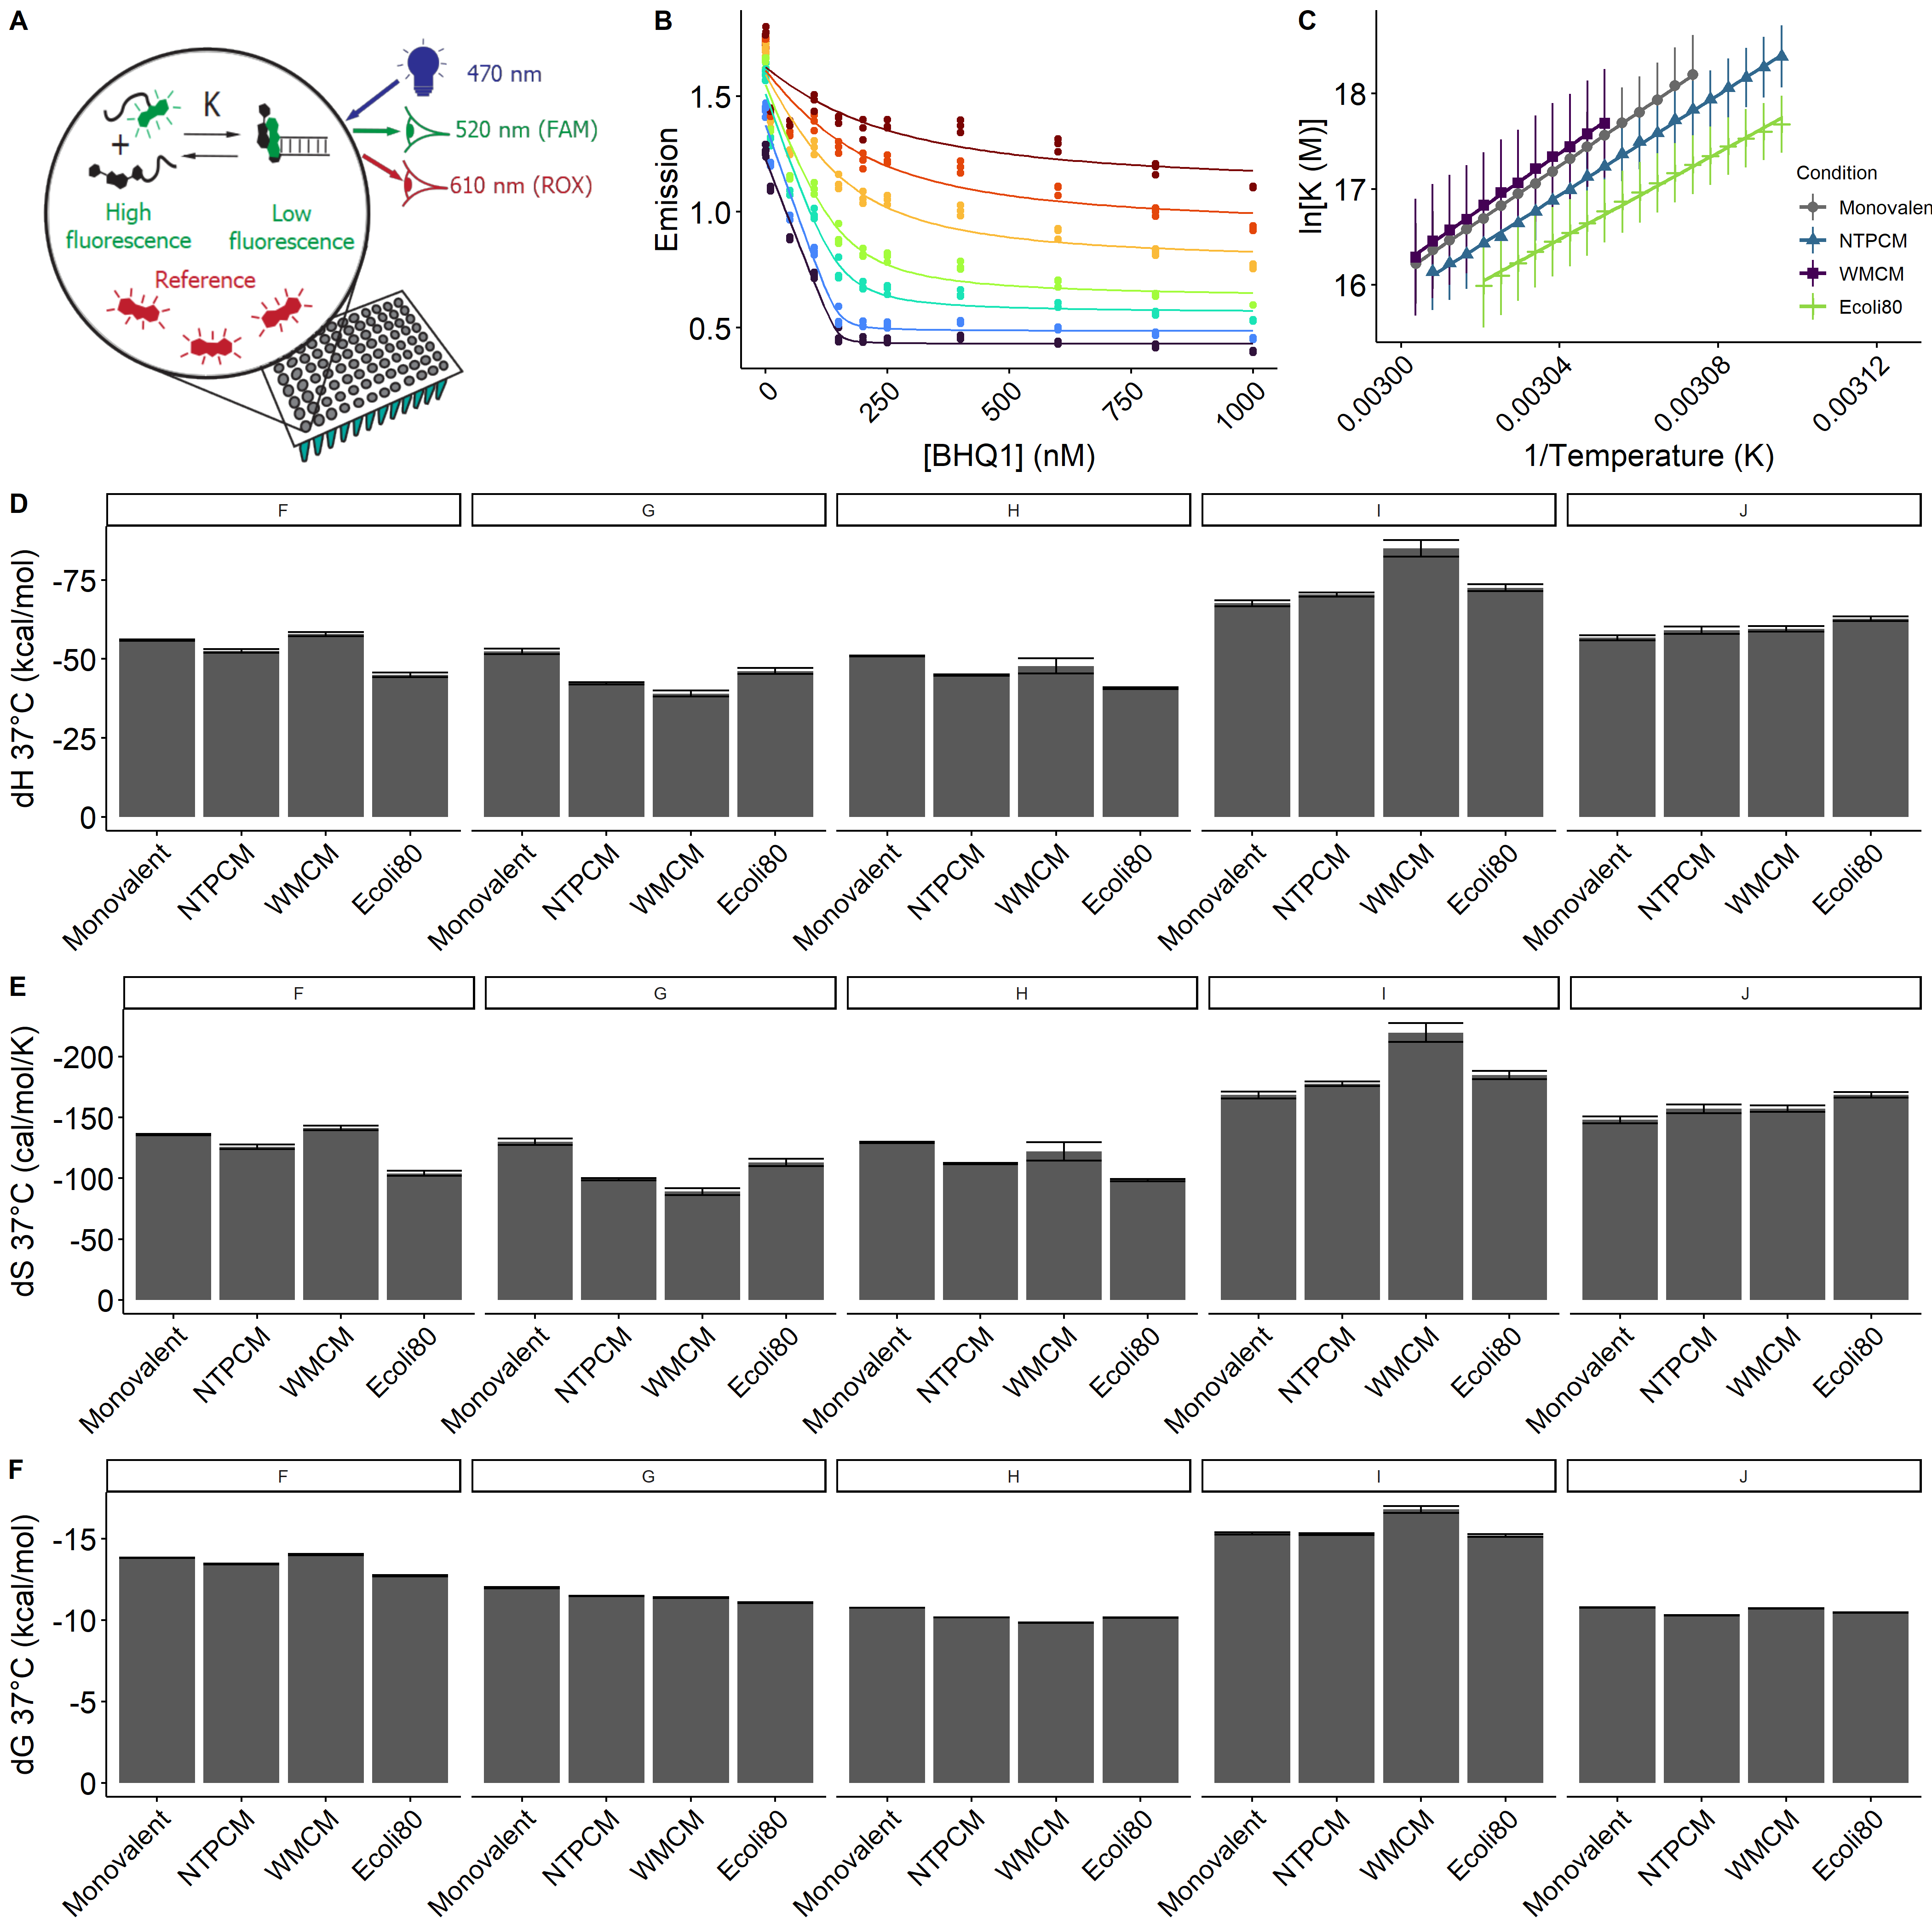 A
470 nm
K
520 nm (FAM)
+
610 nm (ROX)
High
fluorescence
Low
fluorescence
Reference
B
Emission
1.5
1.0
0.5
0
250
500
750
1000
[BHQ1] (nM)
C
ln[K (M)]
18
17
16
0.00300
0.00304
0.00308
0.00312
1/Temperature (K)
Condition
Monovalen
NTPCM
WMCM
Ecoli80
D
F
G
H
I
J
dH 37°C (kcal/mol)
-75
-50
-25
0
Monovalent
NTPCM
WMCM
Ecoli80
Monovalent
NTPCM
WMCM
Ecoli80
Monovalent
NTPCM
WMCM
Ecoli80
Monovalent
NTPCM
WMCM
Ecoli80
Monovalent
NTPCM
WMCM
Ecoli80
E
F
G
H
I
J
dS 37°C (cal/mol/K)
-200
-150
-100
-50
0
Monovalent
NTPCM
WMCM
Ecoli80
Monovalent
NTPCM
WMCM
Ecoli80
Monovalent
NTPCM
WMCM
Ecoli80
Monovalent
NTPCM
WMCM
Ecoli80
Monovalent
NTPCM
WMCM
Ecoli80
F
F
G
H
I
J
dG 37°C (kcal/mol)
-15
-10
-5
0
Monovalent
NTPCM
WMCM
Ecoli80
Monovalent
NTPCM
WMCM
Ecoli80
Monovalent
NTPCM
WMCM
Ecoli80
Monovalent
NTPCM
WMCM
Ecoli80
Monovalent
NTPCM
WMCM
Ecoli80